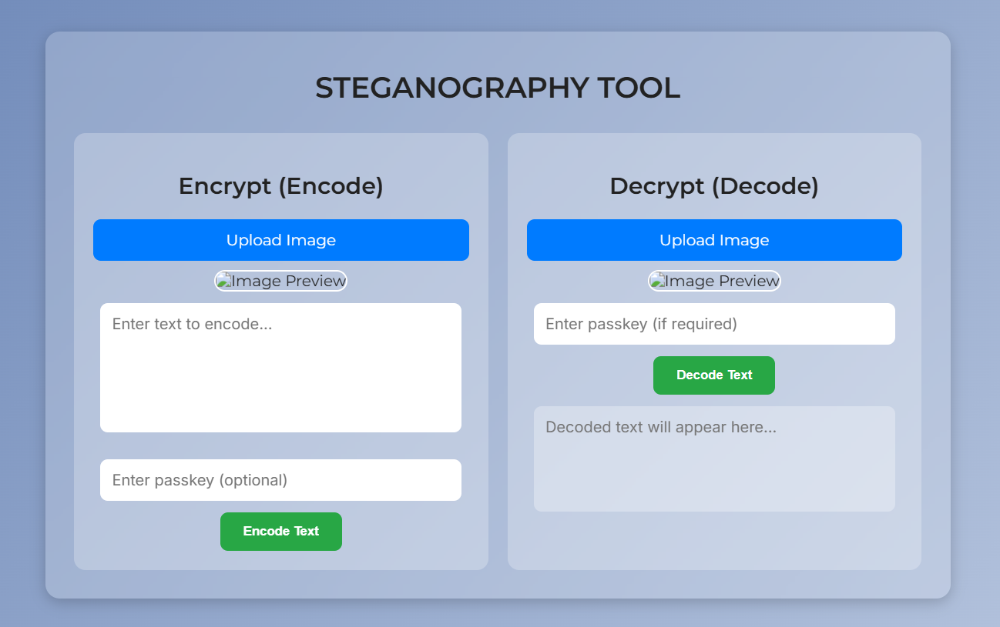 STEGANOGRAPHY TOOL
Encrypt (Encode)
Upload Image
Image Preview
Enter text to encode...
Enter passkey (optional)
Encode Text
Decrypt (Decode)
Upload Image
Image Preview
Enter passkey (if required)
Decode Text
Decoded text will appear here...